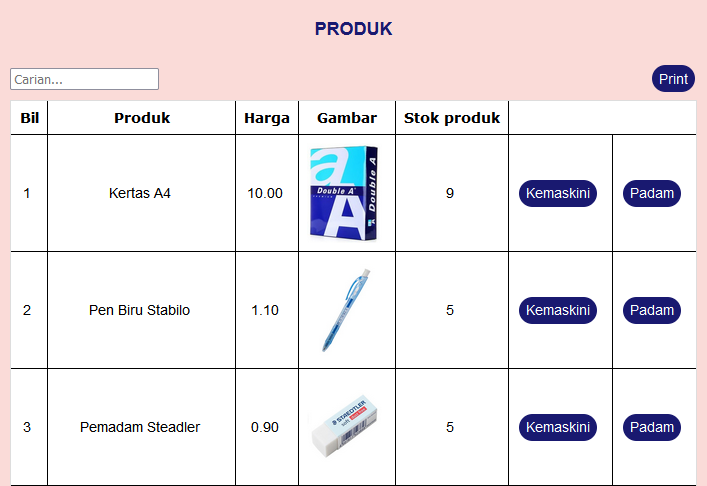 PRODUK
Carian...
Print
Bil Produk Harga Gambar Stok produk
1 Kertas A4 10.00 9 Kemaskini Padam
a
Double A
Double A
A
A
2 Pen Biru Stabilo 1.10 5 Kemaskini Padam
3 Pemadam Steadler 0.90 5 Kemaskini Padam
STAEDTLER
soft